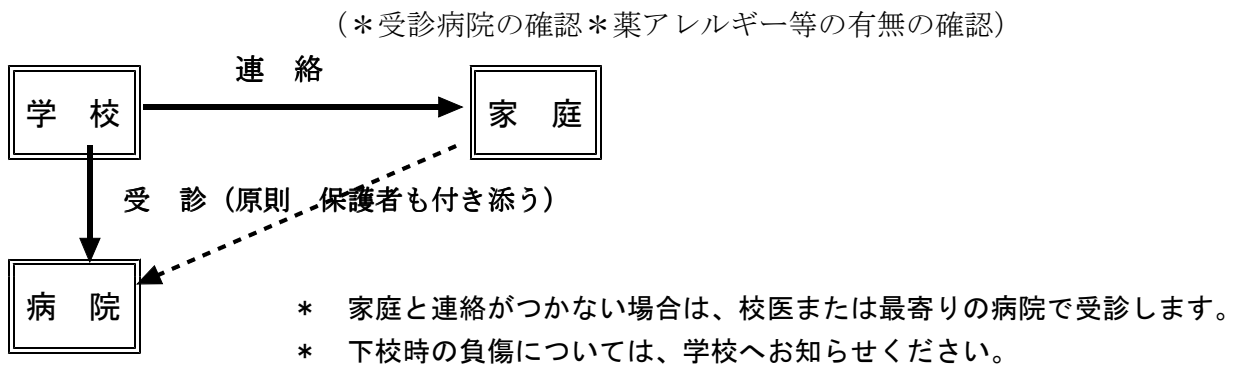 （＊受診病院の確認＊薬アレルギー等の有無の確認）
連　絡
学　校
家　庭
受　診（原則　保護者も付き添う）
病　院
＊　家庭と連絡がつかない場合は、校医または最寄りの病院で受診します。
＊　下校時の負傷については、学校へお知らせください。